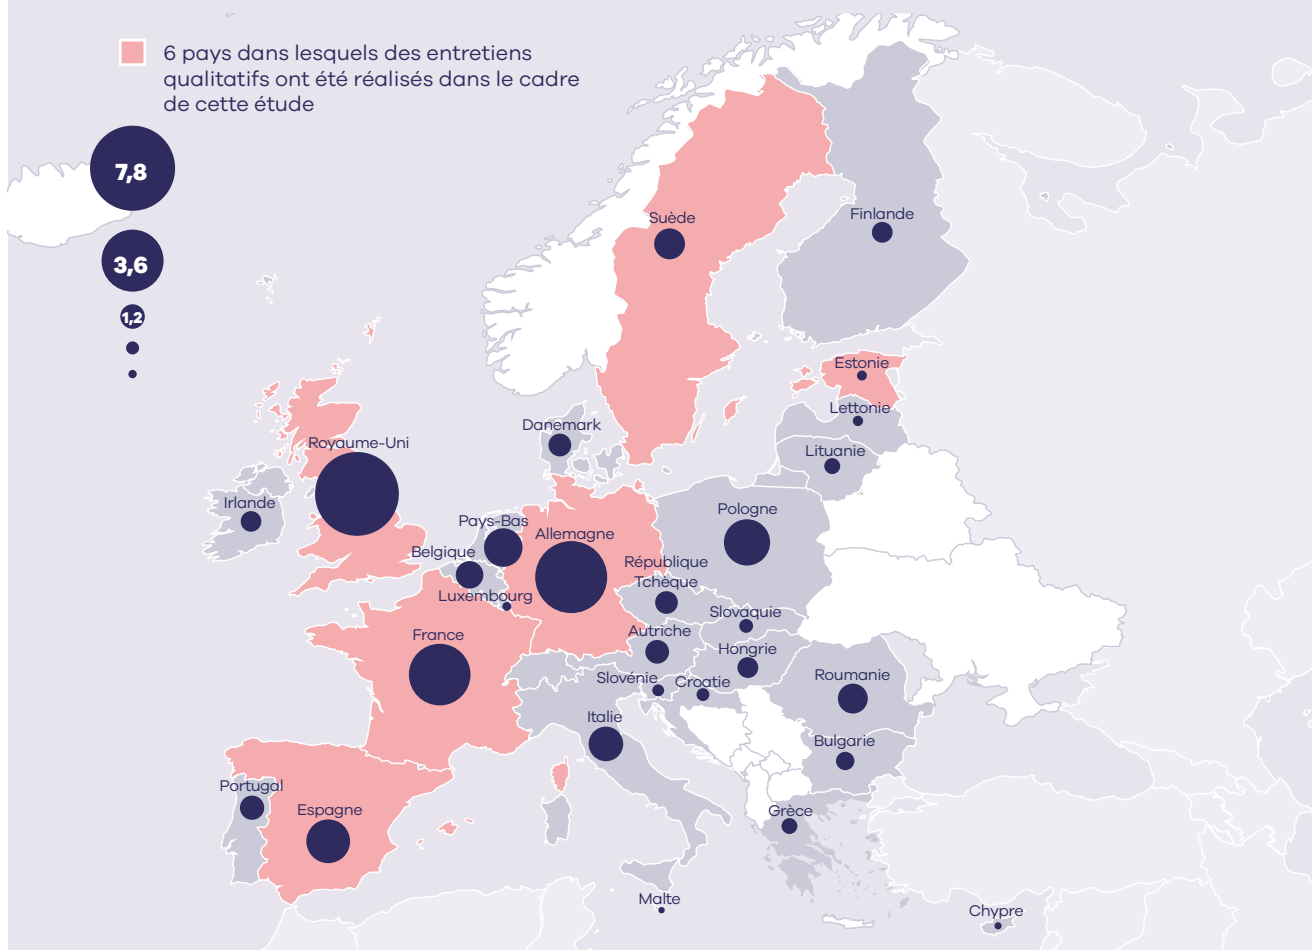 6 pays dans lesquels des entretiens
qualitatifs ont été réalisés dans le cadre
de cette étude
7,8
3,6
1,2
Suède
Finlande
Estonie
Lettonie
Danemark
Royaume-Uni
Lituanie
Irlande
Pologne
Pays-Bas
Allemagne
Belgique
République
Tchèque
Luxembourg
Slovaquie
Autriche
France
Hongrie
Slovénie
Croatie
Roumanie
Italie
Bulgarie
Portugal
Espagne
Grèce
Malte
Chypre